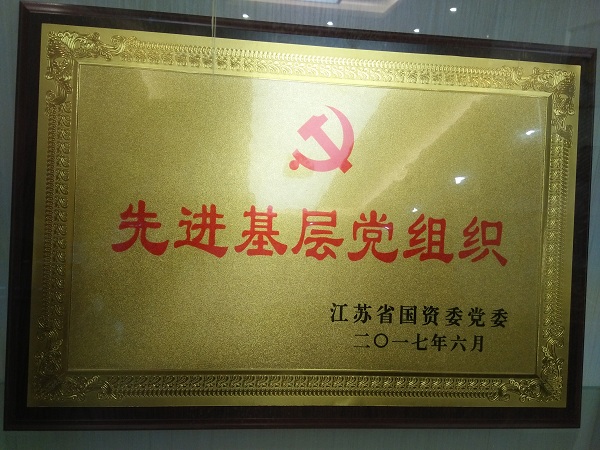 先进基层党组织
江苏省国资委党委
二〇一七年六月